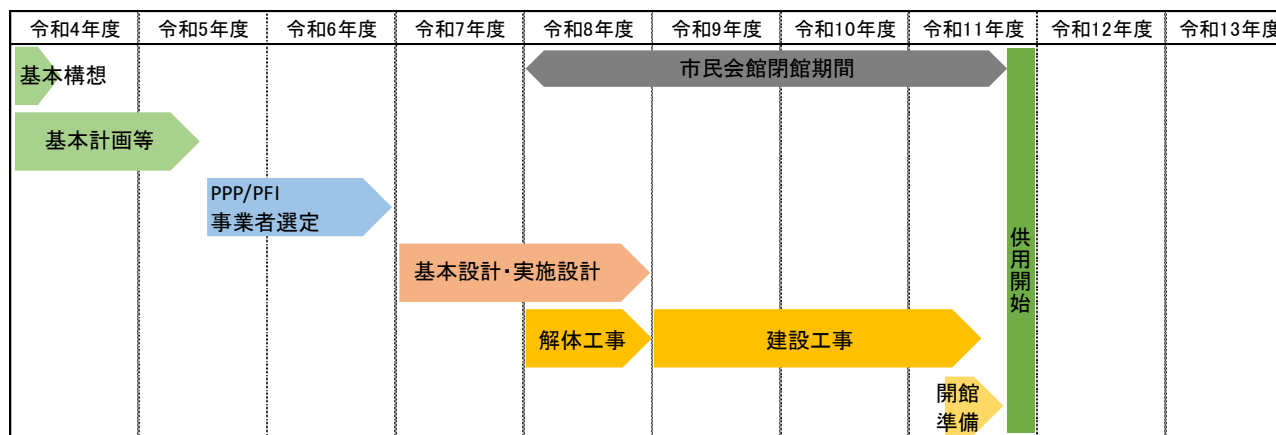 令和4年度 令和5年度 令和6年度 令和7年度 令和8年度 令和9年度 令和10年度 令和11年度 令和12年度 令和13年度
基本構想
市民会館閉館期間
基本計画等
PPP/PFI
事業者選定
供用開始
基本設計・実施設計
解体工事
建設工事
開館
準備